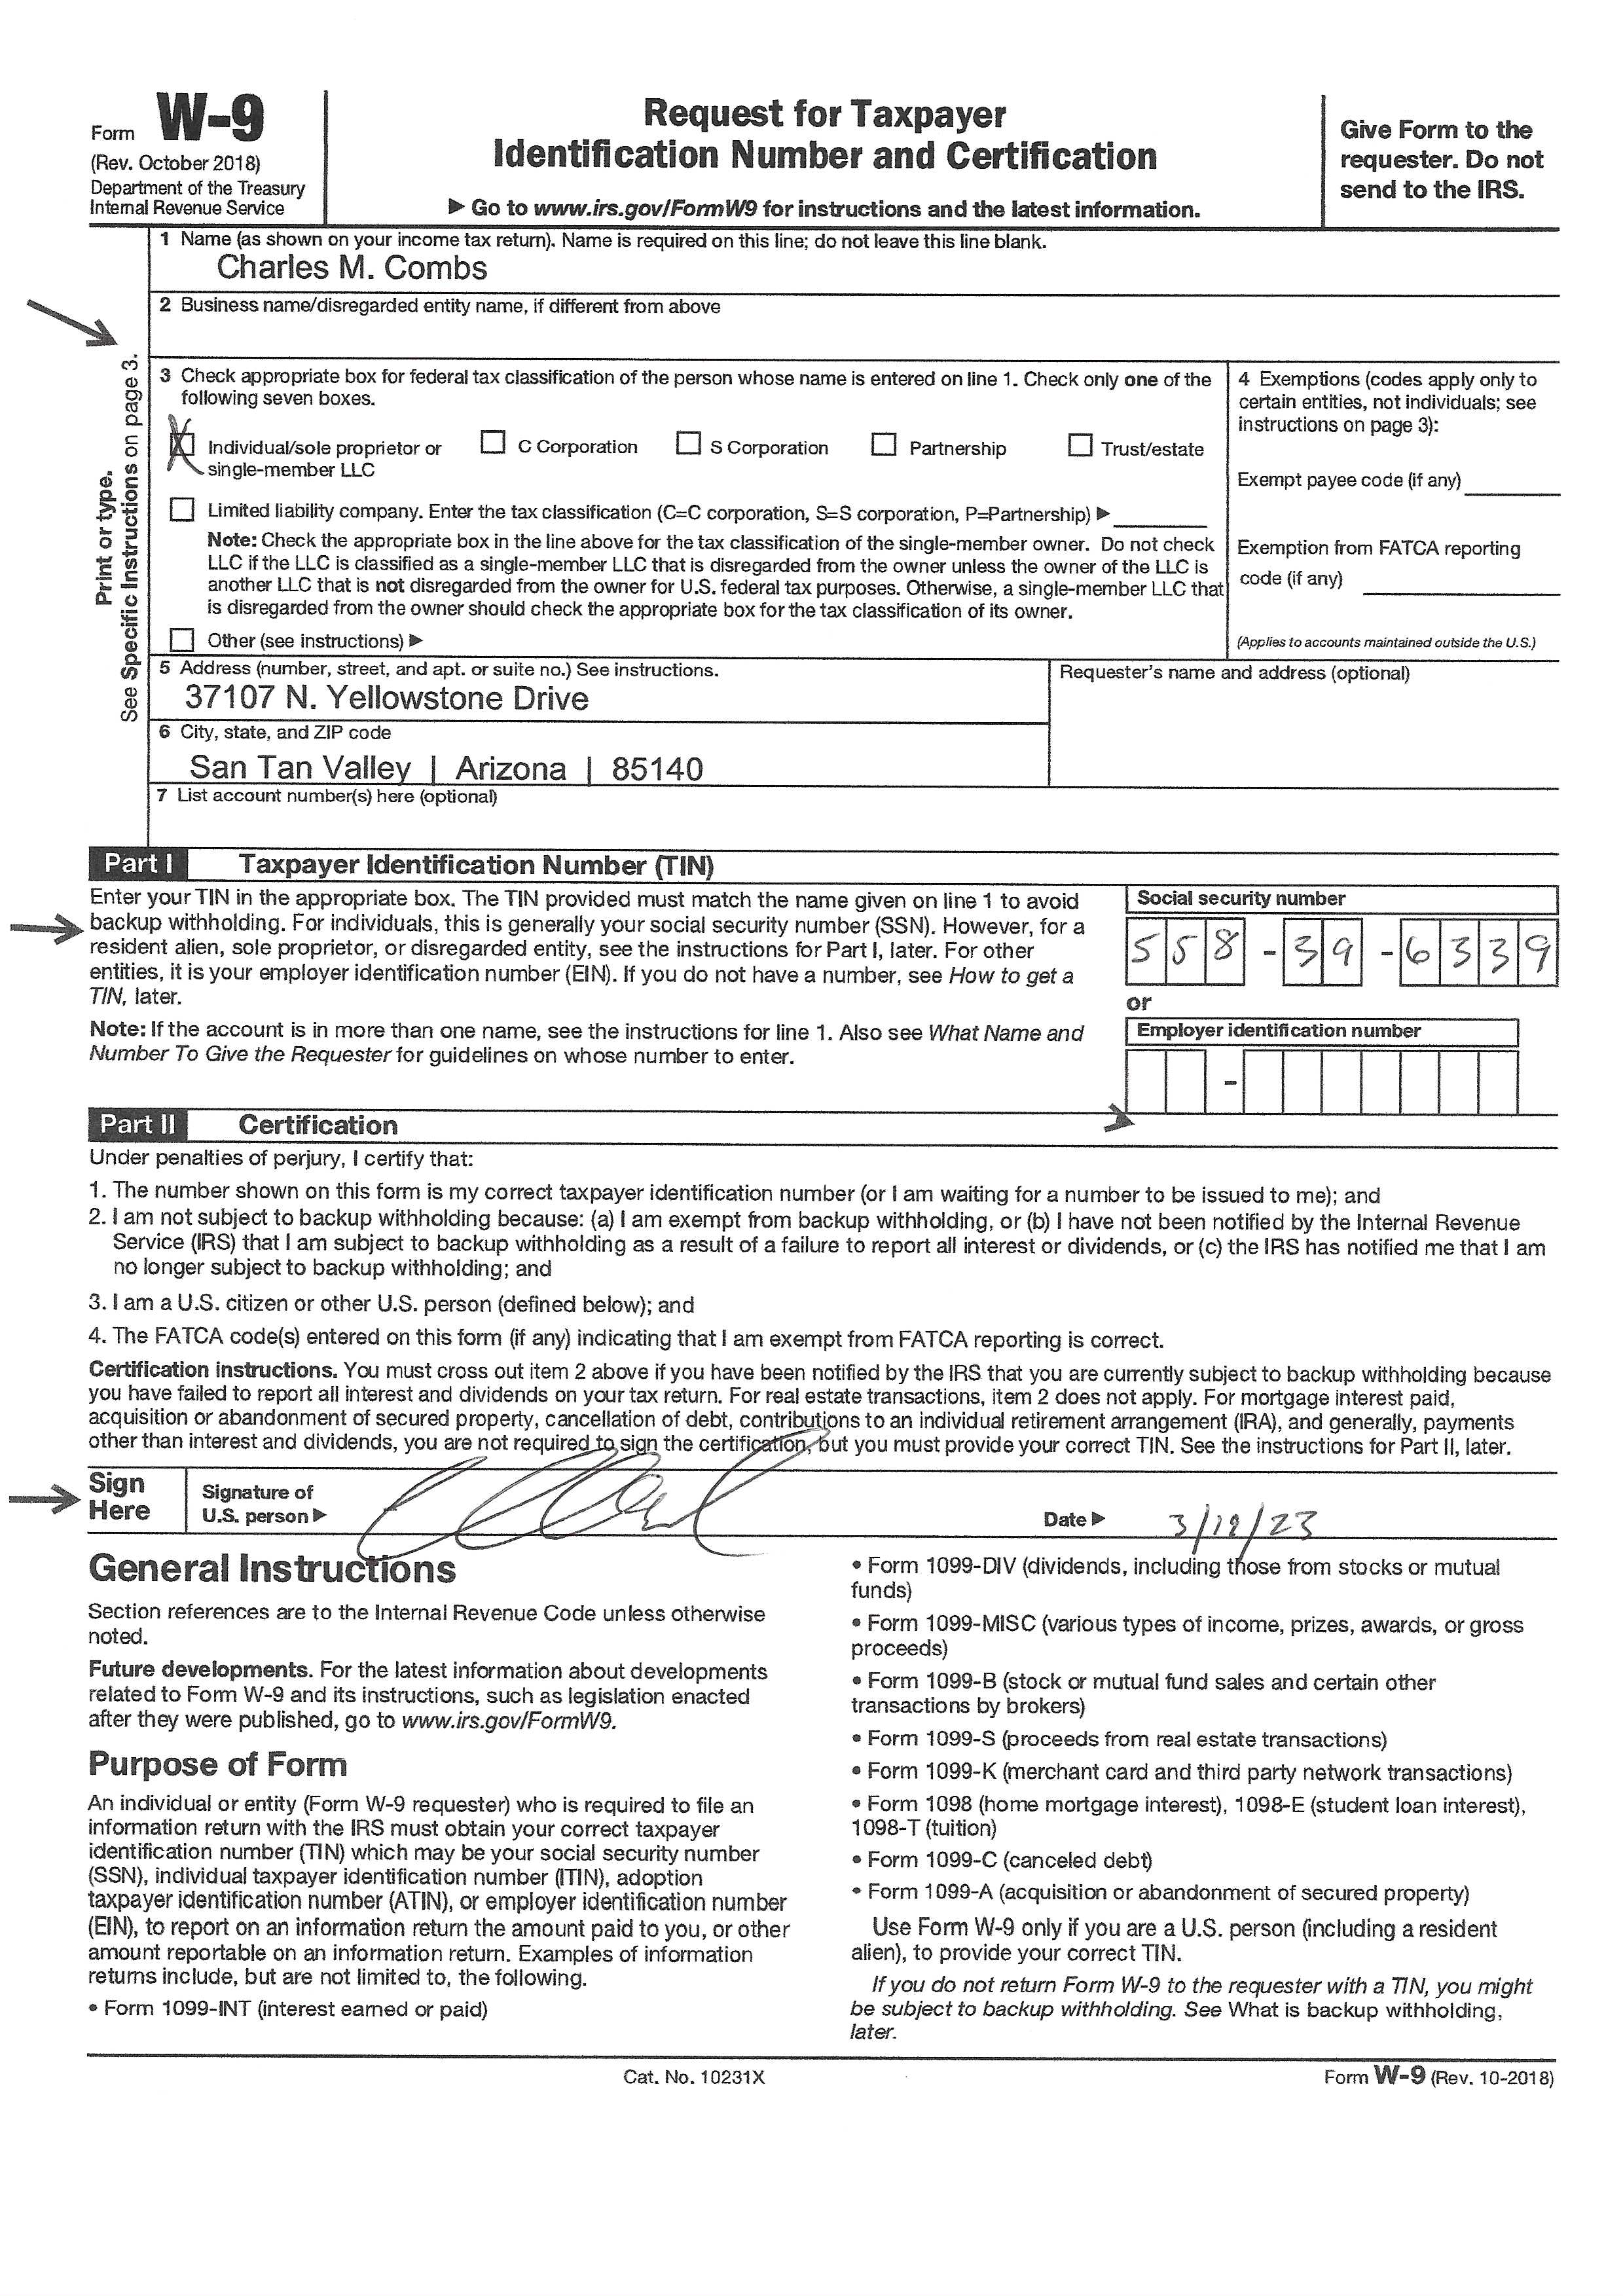 Form W-9
(Rev. October 2018)
Department of the Treasury
Internal Revenue Service
Request for Taxpayer
Identification Number and Certification
▶ Go to www.irs.gov/FormW9 for instructions and the latest information.
Give Form to the
requester. Do not
send to the IRS.
Print or type.
See Specific Instructions on page 3.
1 Name (as shown on your income tax return). Name is required on this line; do not leave this line blank.
Charles M. Combs
2 Business name/disregarded entity name, if different from above
3 Check appropriate box for federal tax classification of the person whose name is entered on line 1. Check only one of the
following seven boxes.
Individual/sole proprietor or
single-member LLC
C Corporation
S Corporation
Partnership
Trust/estate
Limited liability company. Enter the tax classification (C=C corporation, S=S corporation, P=Partnership) ▶
Note: Check the appropriate box in the line above for the tax classification of the single-member owner. Do not check
LLC if the LLC is classified as a single-member LLC that is disregarded from the owner unless the owner of the LLC is
another LLC that is not disregarded from the owner for U.S. federal tax purposes. Otherwise, a single-member LLC that
is disregarded from the owner should check the appropriate box for the tax classification of its owner.
Other (see instructions) ▶
4 Exemptions (codes apply only to
certain entities, not individuals; see
instructions on page 3):
Exempt payee code (if any)
Exemption from FATCA reporting
code (if any)
(Applies to accounts maintained outside the U.S.)
5 Address (number, street, and apt. or suite no.) See instructions.
37107 N. Yellowstone Drive
Requester's name and address (optional)
6 City, state, and ZIP code
San Tan Valley | Arizona | 85140
7 List account number(s) here (optional)
Part I Taxpayer Identification Number (TIN)
Enter your TIN in the appropriate box. The TIN provided must match the name given on line 1 to avoid
backup withholding. For individuals, this is generally your social security number (SSN). However, for a
resident alien, sole proprietor, or disregarded entity, see the instructions for Part I, later. For other
entities, it is your employer identification number (EIN). If you do not have a number, see How to get a
TIN, later.
Note: If the account is in more than one name, see the instructions for line 1. Also see What Name and
Number To Give the Requester for guidelines on whose number to enter.
Social security number
558-39-6339
or
Employer identification number
-
Part II Certification
Under penalties of perjury, I certify that:
1. The number shown on this form is my correct taxpayer identification number (or I am waiting for a number to be issued to me); and
2. I am not subject to backup withholding because: (a) I am exempt from backup withholding, or (b) I have not been notified by the Internal Revenue
Service (IRS) that I am subject to backup withholding as a result of a failure to report all interest or dividends, or (c) the IRS has notified me that I am
no longer subject to backup withholding; and
3. I am a U.S. citizen or other U.S. person (defined below); and
4. The FATCA code(s) entered on this form (if any) indicating that I am exempt from FATCA reporting is correct.
Certification instructions. You must cross out item 2 above if you have been notified by the IRS that you are currently subject to backup withholding because
you have failed to report all interest and dividends on your tax return. For real estate transactions, item 2 does not apply. For mortgage interest paid,
acquisition or abandonment of secured property, cancellation of debt, contributions to an individual retirement arrangement (IRA), and generally, payments
other than interest and dividends, you are not required to sign the certification, but you must provide your correct TIN. See the instructions for Part II, later.
Sign
Here
Signature of
U.S. person ▶
Date ▶
General Instructions
Section references are to the Internal Revenue Code unless otherwise
noted.
Future developments. For the latest information about developments
related to Form W-9 and its instructions, such as legislation enacted
after they were published, go to www.irs.gov/FormW9.
Purpose of Form
An individual or entity (Form W-9 requester) who is required to file an
information return with the IRS must obtain your correct taxpayer
identification number (TIN) which may be your social security number
(SSN), individual taxpayer identification number (ITIN), adoption
taxpayer identification number (ATIN), or employer identification number
(EIN), to report on an information return the amount paid to you, or other
amount reportable on an information return. Examples of information
returns include, but are not limited to, the following.
• Form 1099-INT (interest earned or paid)
• Form 1099-DIV (dividends, including those from stocks or mutual
funds)
• Form 1099-MISC (various types of income, prizes, awards, or gross
proceeds)
• Form 1099-B (stock or mutual fund sales and certain other
transactions by brokers)
• Form 1099-S (proceeds from real estate transactions)
• Form 1099-K (merchant card and third party network transactions)
• Form 1098 (home mortgage interest), 1098-E (student loan interest),
1098-T (tuition)
• Form 1099-C (canceled debt)
• Form 1099-A (acquisition or abandonment of secured property)
Use Form W-9 only if you are a U.S. person (including a resident
alien), to provide your correct TIN.
If you do not return Form W-9 to the requester with a TIN, you might
be subject to backup withholding. See What is backup withholding,
later.
Cat. No. 10231X
Form W-9 (Rev. 10-2018)